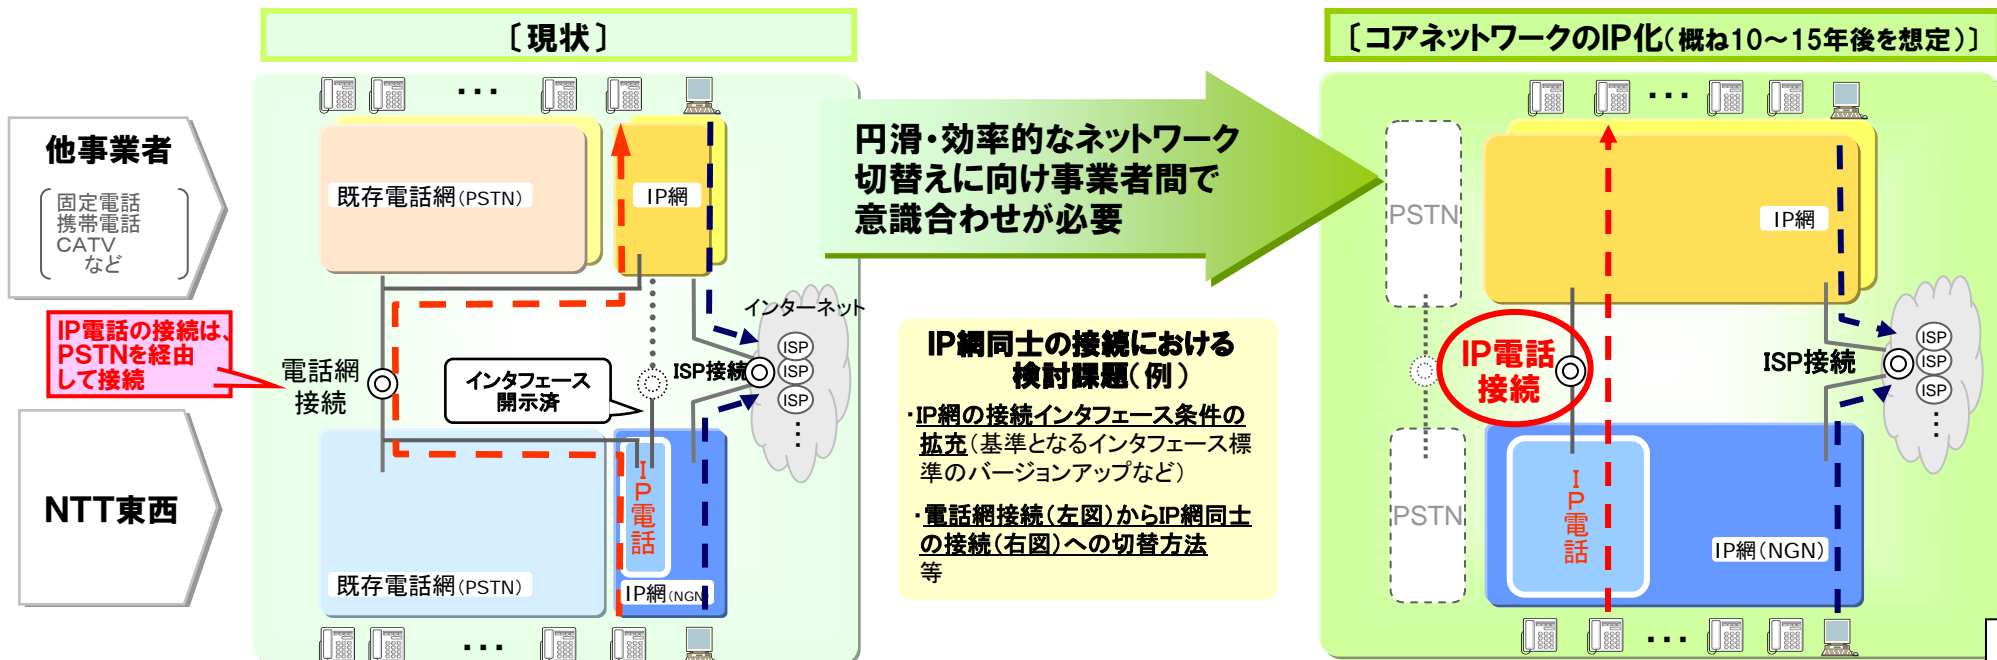 〔現状〕
〔コアネットワークのIP化(概ね10～15年後を想定)〕
他事業者
固定電話
携帯電話
CATV
など
NTT東西
IP電話の接続は、
PSTNを経由
して接続
・・・
既存電話網(PSTN)
IP網
電話網
接続
インタフェース
開示済
ISP接続
インターネット
ISP
ISP
ISP
⋮
既存電話網(PSTN)
IP電話
IP網(NGN)
・・・
円滑・効率的なネットワーク
切替えに向け事業者間で
意識合わせが必要
IP網同士の接続における
検討課題(例)
・IP網の接続インタフェース条件の
拡充(基準となるインタフェース標
準のバージョンアップなど)
・電話網接続(左図)からIP網同士
の接続(右図)への切替方法
等
・・・
PSTN
IP網
IP電話
接続
ISP接続
ISP
ISP
ISP
⋮
PSTN
IP電話
IP網(NGN)
・・・